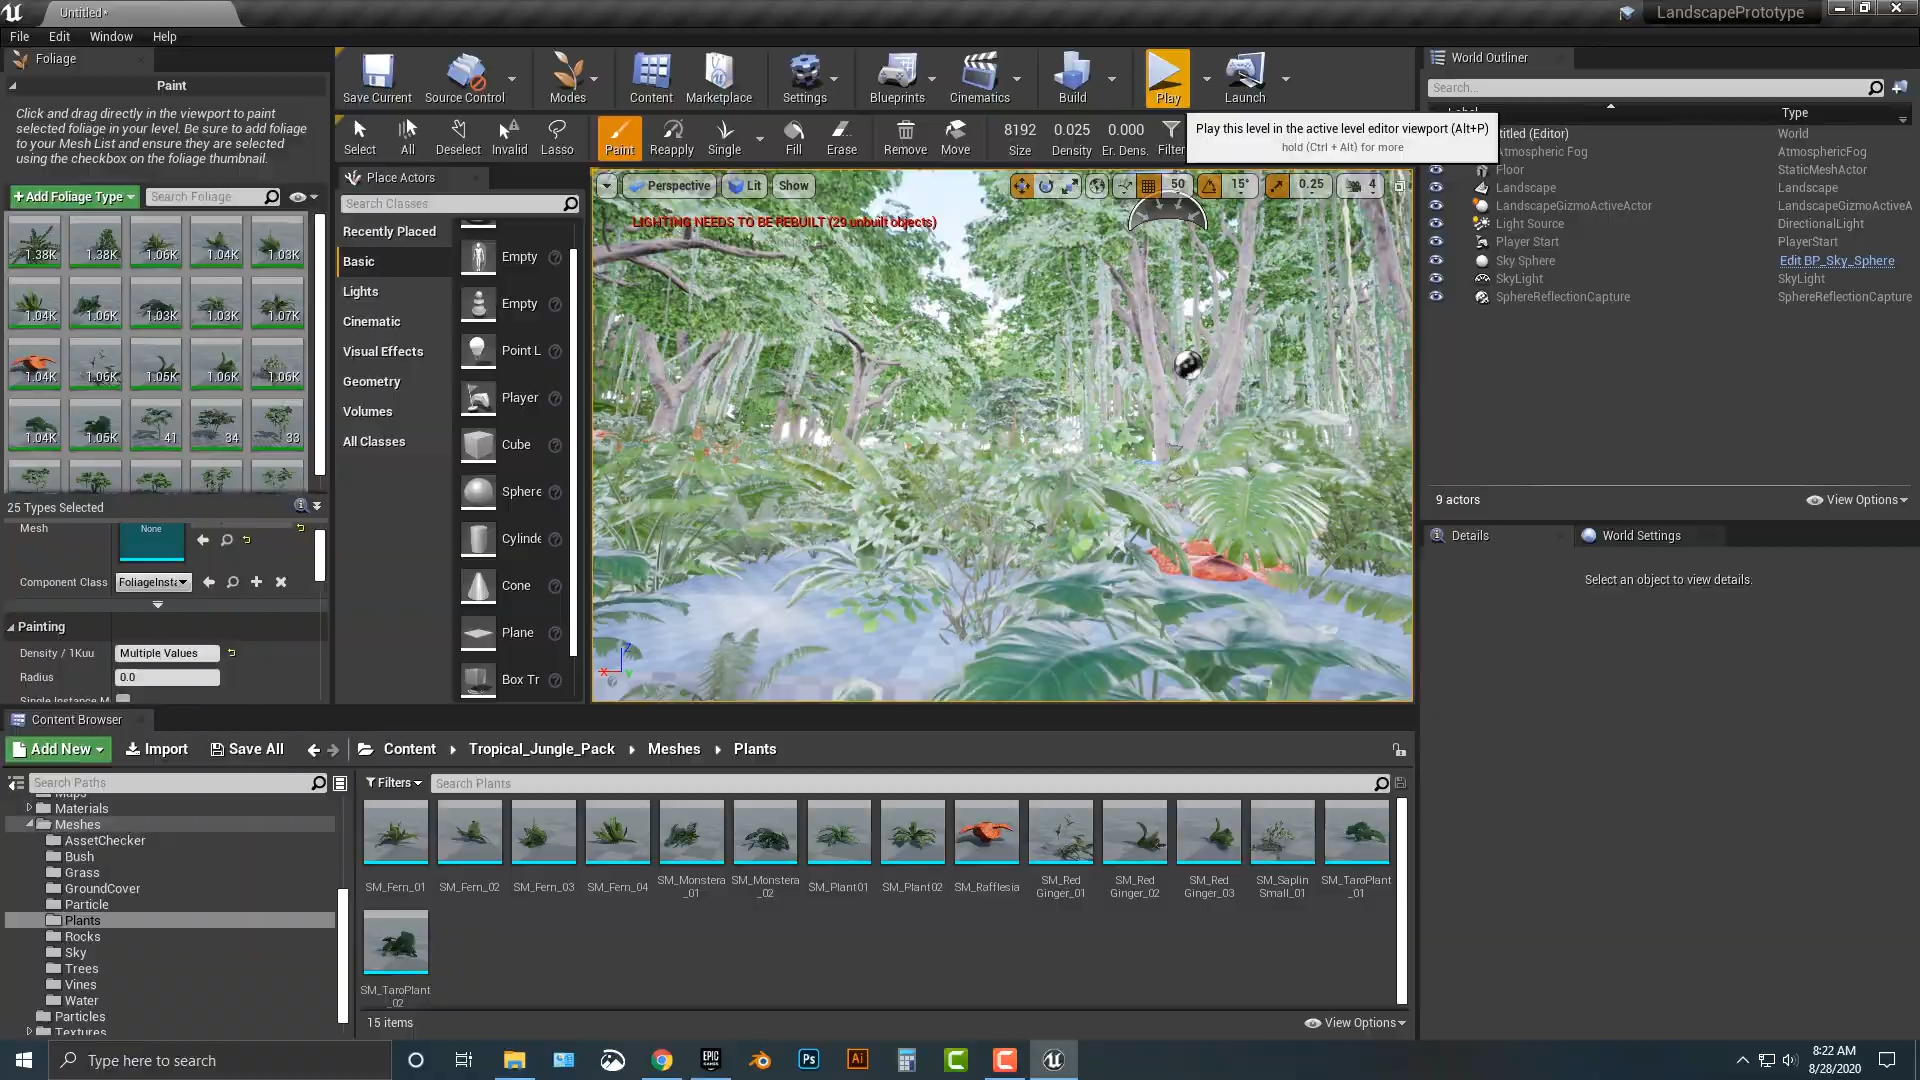 Untitled*
LandscapePrototype
File
Edit
Window
Help
Foliage
Paint
Click and drag directly in the viewport to paint
selected foliage in your level. Be sure to add foliage
to your Mesh List and ensure they are selected
using the checkbox on the foliage thumbnail.
+Add Foliage Type
Search Foliage
1.38K
1.38K
1.06K
1.04K
1.03K
1.04K
1.06K
1.03K
1.03K
1.07K
1.04K
1.06K
1.05K
1.06K
1.06K
1.04K
1.05K
41
34
33
25 Types Selected
Mesh
None
Component Class
FoliageInst
Painting
Density / 1Kuu
Multiple Values
Radius
0.0
Single Instance M
Save Current
Source Control
Modes
Content
Marketplace
Settings
Blueprints
Cinematics
Build
Play
Launch
Select
All
Deselect
Invalid
Lasso
Paint
Reapply
Single
Fill
Erase
Remove
Move
8192
Size
0.025
Density
0.000
Er. Dens.
Filter
Play this level in the active level editor viewport (Alt+P)
hold (Ctrl + Alt) for more
Place Actors
Search Classes
Recently Placed
Basic
Lights
Cinematic
Visual Effects
Geometry
Volumes
All Classes
Empty
Empty
Point L
Player
Cube
Sphere
Cylinde
Cone
Plane
Box Tr
Perspective
Lit
Show
50
15°
0.25
4
LIGHTING NEEDS TO BE REBUILT (29 unbuilt objects)
X
Y
Z
World Outliner
Search...
Label
Type
ntitled (Editor)
World
Atmospheric Fog
AtmosphericFog
Floor
StaticMeshActor
Landscape
Landscape
LandscapeGizmoActiveActor
LandscapeGizmoActiveA
Light Source
DirectionalLight
Player Start
PlayerStart
Sky Sphere
Edit BP_Sky_Sphere
SkyLight
SkyLight
SphereReflectionCapture
SphereReflectionCapture
9 actors
View Options
Details
World Settings
Select an object to view details.
Content Browser
Add New
Import
Save All
Content
Tropical_Jungle_Pack
Meshes
Plants
Search Paths
Filters
Search Plants
Maps
Materials
Meshes
AssetChecker
Bush
Grass
GroundCover
Particle
Plants
Rocks
Sky
Trees
Vines
Water
Particles
Textures
SM_Fern_01
SM_Fern_02
SM_Fern_03
SM_Fern_04
SM_Monstera
_01
SM_Monstera
_02
SM_Plant01
SM_Plant02
SM_Rafflesia
SM_Red
Ginger_01
SM_Red
Ginger_02
SM_Red
Ginger_03
SM_Saplin
Small_01
SM_TaroPlant
_01
SM_TaroPlant
_02
15 items
View Options
Type here to search
EPIC
GAMES
Ps
Ai
8:22 AM
8/28/2020